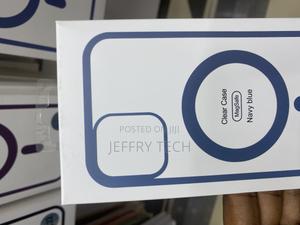 Clear Case
MagSafe
Navy blue
POSTED ON JIJI
JEFFRY TECH